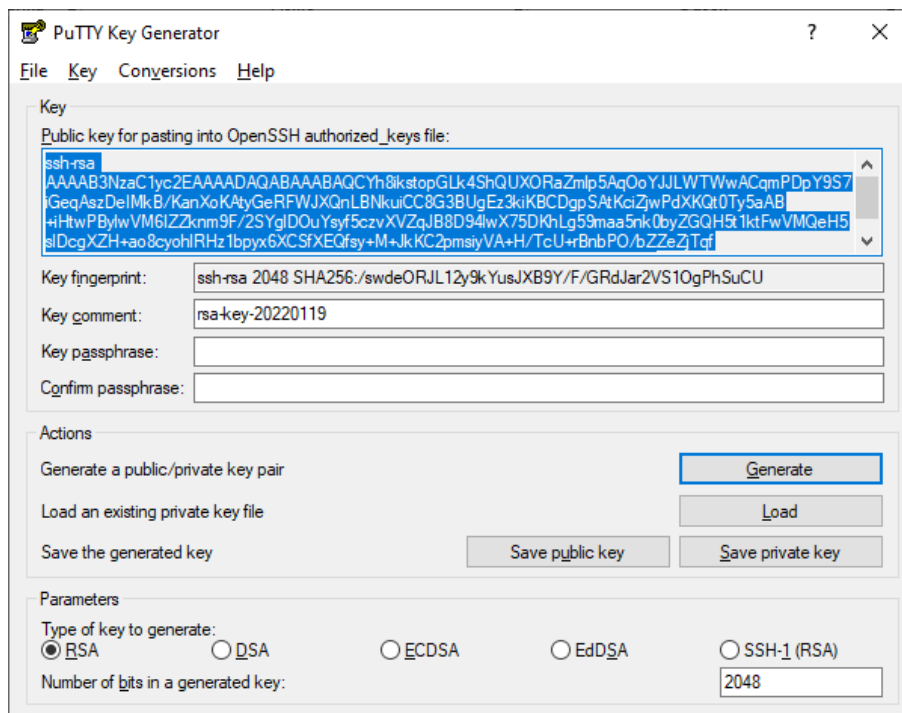 PuTTY Key Generator
?
File Key Conversions Help
Key
Public key for pasting into OpenSSH authorized_keys file:
ssh-rsa
AAAAB3NzaC1yc2EAAAADAQABAAABAQCYh8ikstopGLk4ShQUXORaZmlp5AqOoYJJLWTWwACqmPDpY9S7
iGeqAszDeIMkB/KanXoKAtyGeRFWJXQnLBNkuiCC8G3BUgEz3kiKBCDgpSAtKciZjwPdXKQt0Ty5aAB
+iHtwPBylwVM6IZZknm9F/2SYgIDOuYsyf5czvXVZqJB8D94lwX75DKhLg59maa5nk0byZGQH5t1ktFwVMQeH5
sIDcgXZH+ao8cyohIRHz1bpyx6XCSfXEQfsy+M+JkKC2pmsiyVA+H/TcU+rBnbPO/bZZeZjTqf
Key fingerprint: ssh-rsa 2048 SHA256:/swdeORJL12y9kYusJXB9Y/F/GRdJar2VS1OgPhSuCU
Key comment: rsa-key-20220119
Key passphrase:
Confirm passphrase:
Actions
Generate a public/private key pair Generate
Load an existing private key file Load
Save the generated key Save public key Save private key
Parameters
Type of key to generate:
RSA DSA ECDSA EdDSA SSH-1 (RSA)
Number of bits in a generated key: 2048